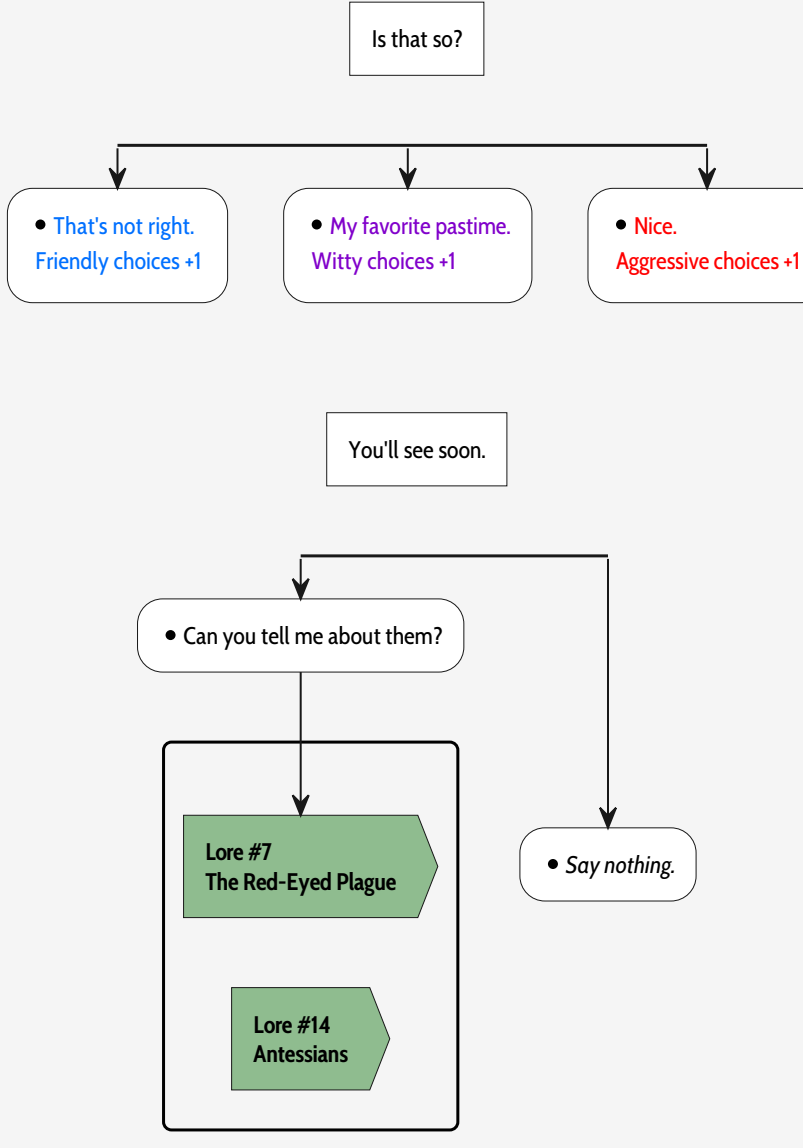 Is that so?
• That's not right.
Friendly choices +1
• My favorite pastime.
Witty choices +1
• Nice.
Aggressive choices +1
You'll see soon.
• Can you tell me about them?
Lore #7
The Red-Eyed Plague
• Say nothing.
Lore #14
Antessians